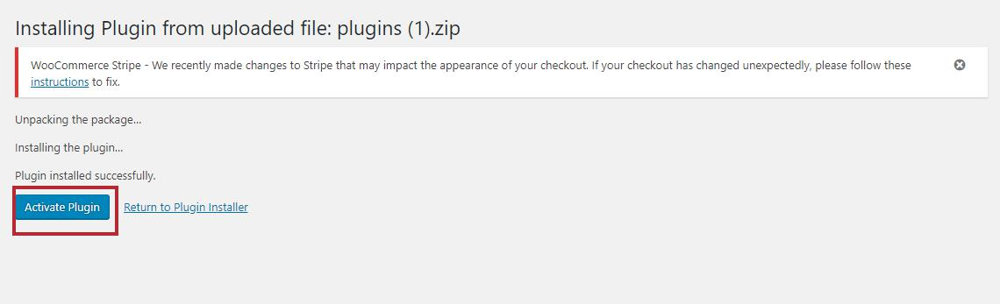 Installing Plugin from uploaded file: plugins (1).zip
WooCommerce Stripe - We recently made changes to Stripe that may impact the appearance of your checkout. If your checkout has changed unexpectedly, please follow these
instructions to fix.
Unpacking the package...
Installing the plugin...
Plugin installed successfully.
Activate Plugin Return to Plugin Installer